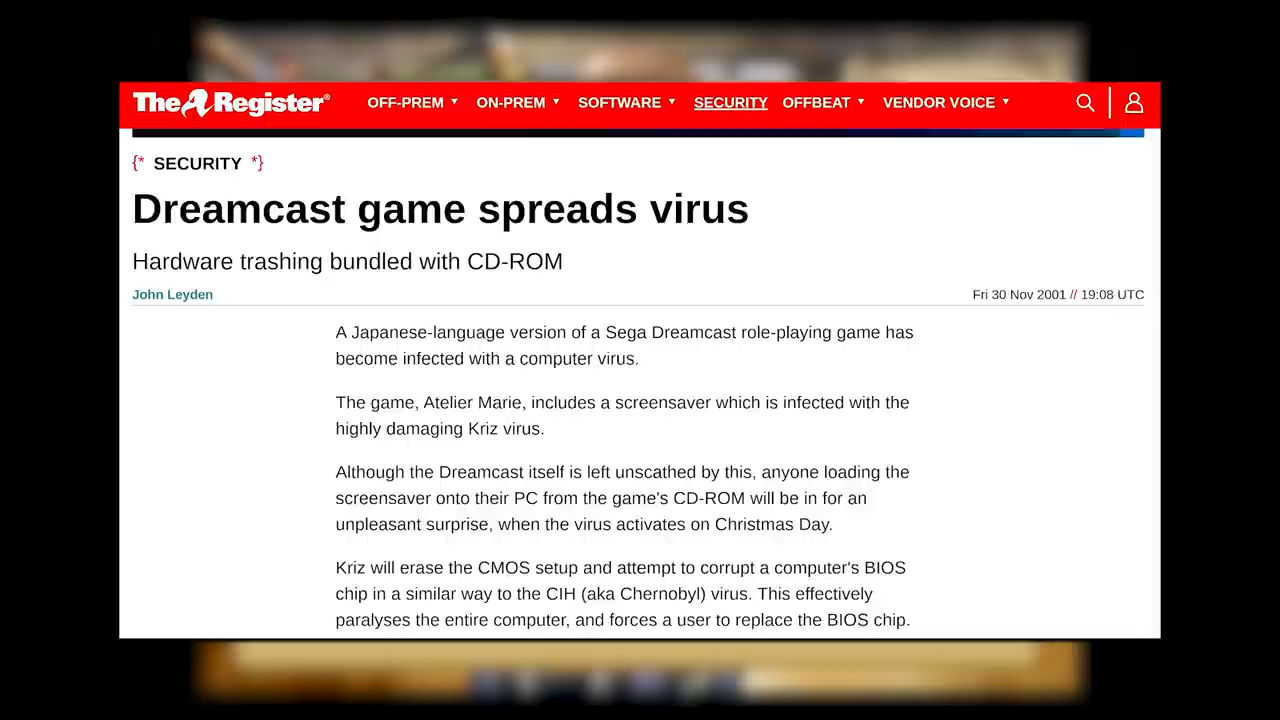 The Register®
OFF-PREM ▼ ON-PREM ▼ SOFTWARE ▼ SECURITY OFFBEAT ▼ VENDOR VOICE ▼
{* SECURITY *}
Dreamcast game spreads virus
Hardware trashing bundled with CD-ROM
John Leyden Fri 30 Nov 2001 // 19:08 UTC
A Japanese-language version of a Sega Dreamcast role-playing game has
become infected with a computer virus.
The game, Atelier Marie, includes a screensaver which is infected with the
highly damaging Kriz virus.
Although the Dreamcast itself is left unscathed by this, anyone loading the
screensaver onto their PC from the game's CD-ROM will be in for an
unpleasant surprise, when the virus activates on Christmas Day.
Kriz will erase the CMOS setup and attempt to corrupt a computer's BIOS
chip in a similar way to the CIH (aka Chernobyl) virus. This effectively
paralyses the entire computer, and forces a user to replace the BIOS chip.